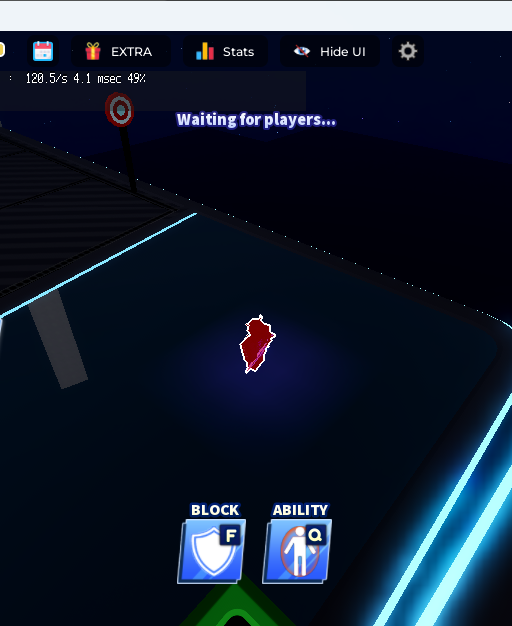 EXTRA
Stats
Hide UI
: 120.5/s 4.1 msec 49%
Waiting for players...
BLOCK
ABILITY
F
Q